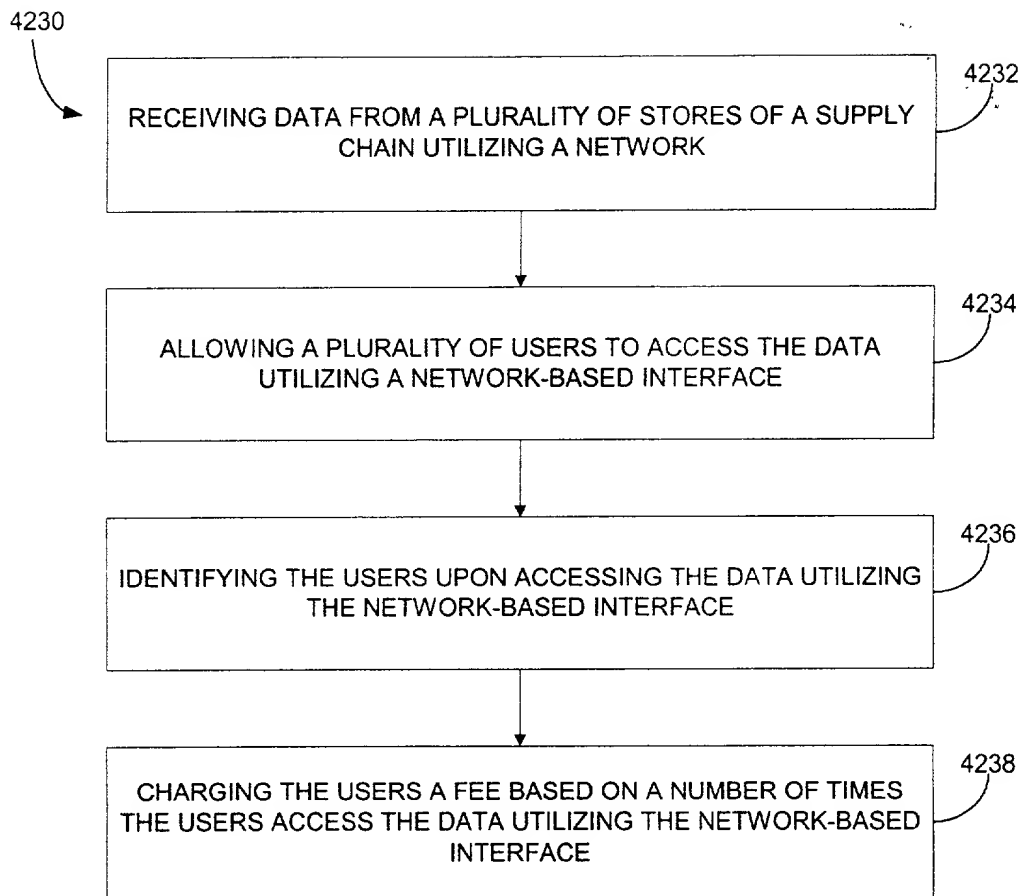 4230
4232
RECEIVING DATA FROM A PLURALITY OF STORES OF A SUPPLY
CHAIN UTILIZING A NETWORK
4234
ALLOWING A PLURALITY OF USERS TO ACCESS THE DATA
UTILIZING A NETWORK-BASED INTERFACE
4236
IDENTIFYING THE USERS UPON ACCESSING THE DATA UTILIZING
THE NETWORK-BASED INTERFACE
4238
CHARGING THE USERS A FEE BASED ON A NUMBER OF TIMES
THE USERS ACCESS THE DATA UTILIZING THE NETWORK-BASED
INTERFACE